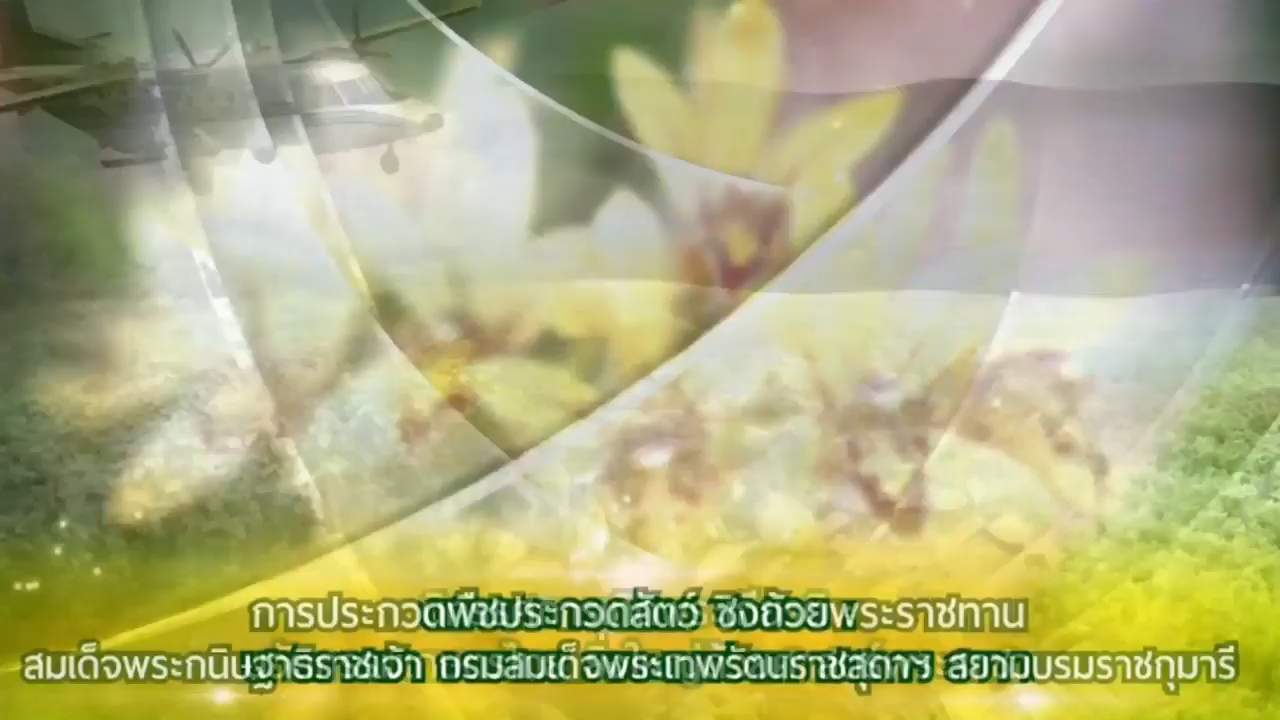 การประกวดพืชประกวดสัตว์ ชิงถ้วยพระราชทาน
สมเด็จพระกนิษฐาธิราชเจ้า กรมสมเด็จพระเทพรัตนราชสุดาฯ สยามบรมราชกุมารี